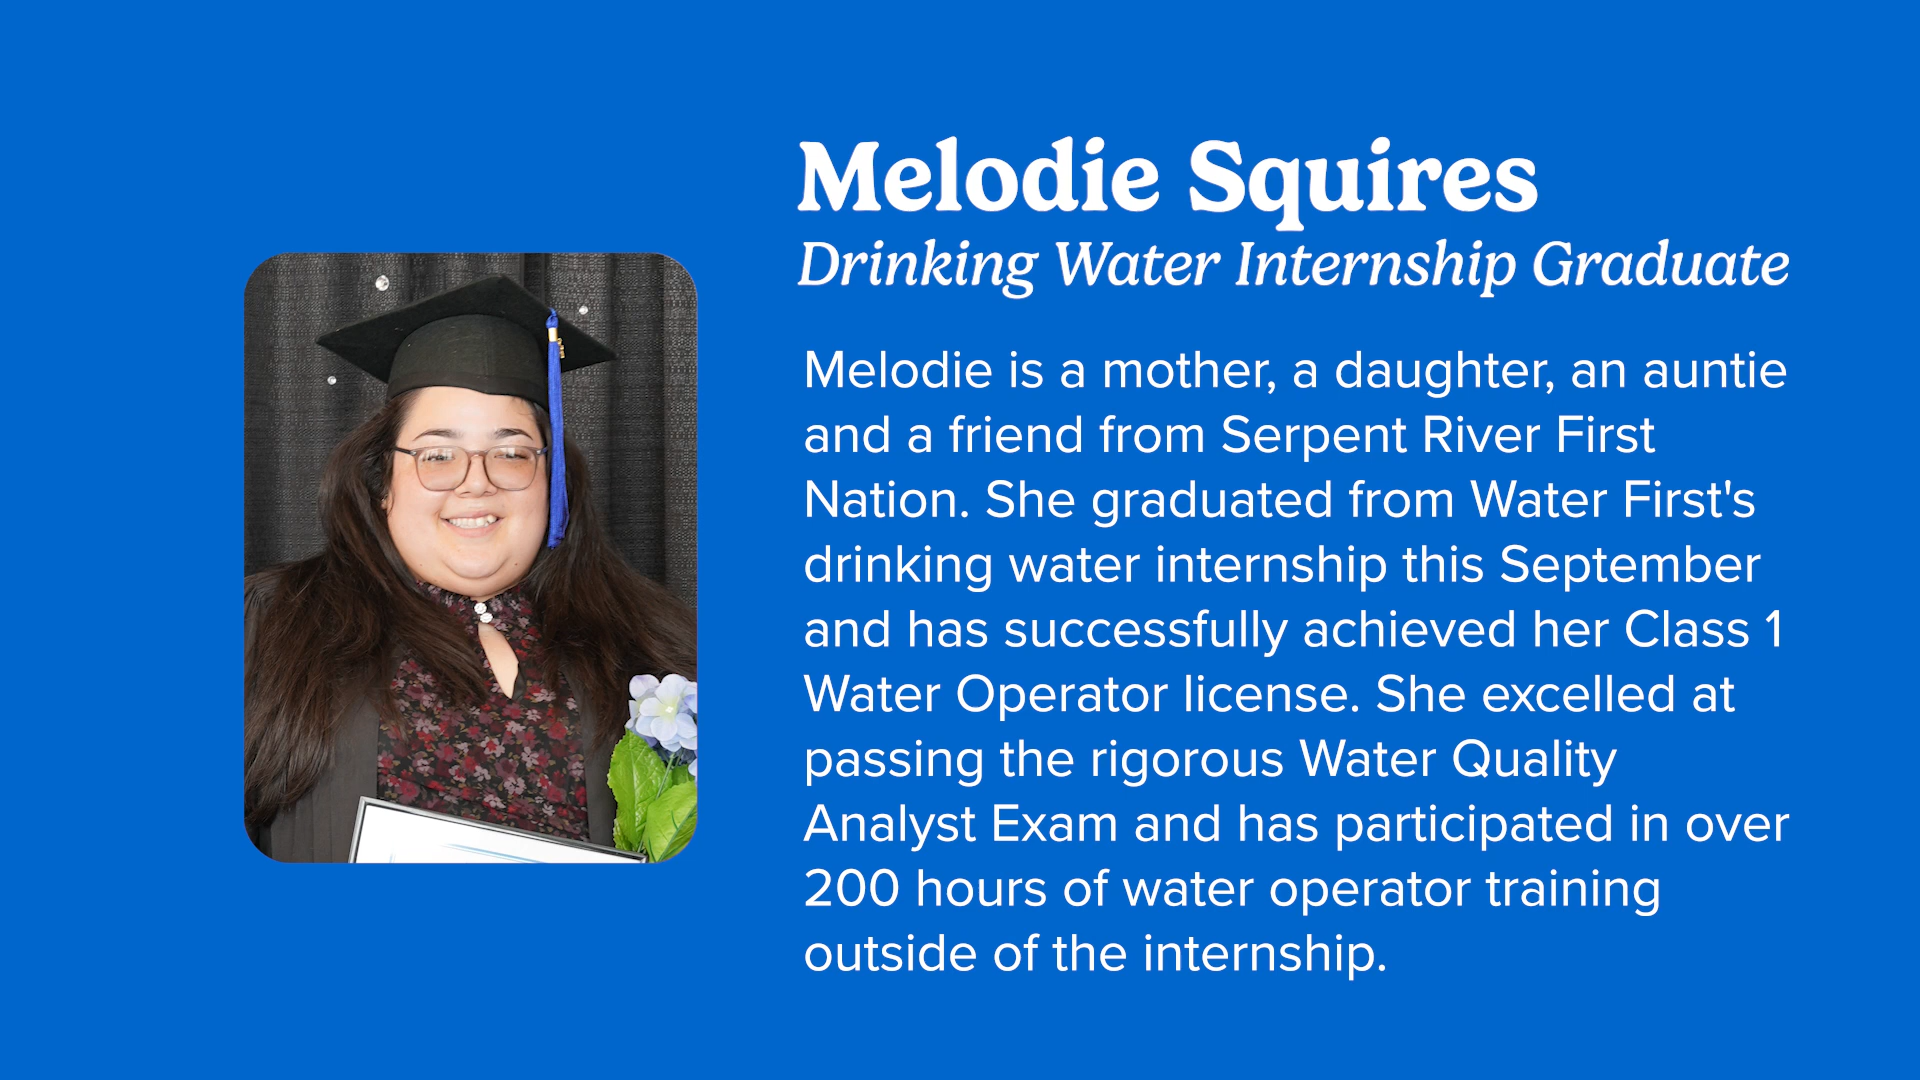 Melodie Squires
Drinking Water Internship Graduate
Melodie is a mother, a daughter, an auntie
and a friend from Serpent River First
Nation. She graduated from Water First's
drinking water internship this September
and has successfully achieved her Class 1
Water Operator license. She excelled at
passing the rigorous Water Quality
Analyst Exam and has participated in over
200 hours of water operator training
outside of the internship.